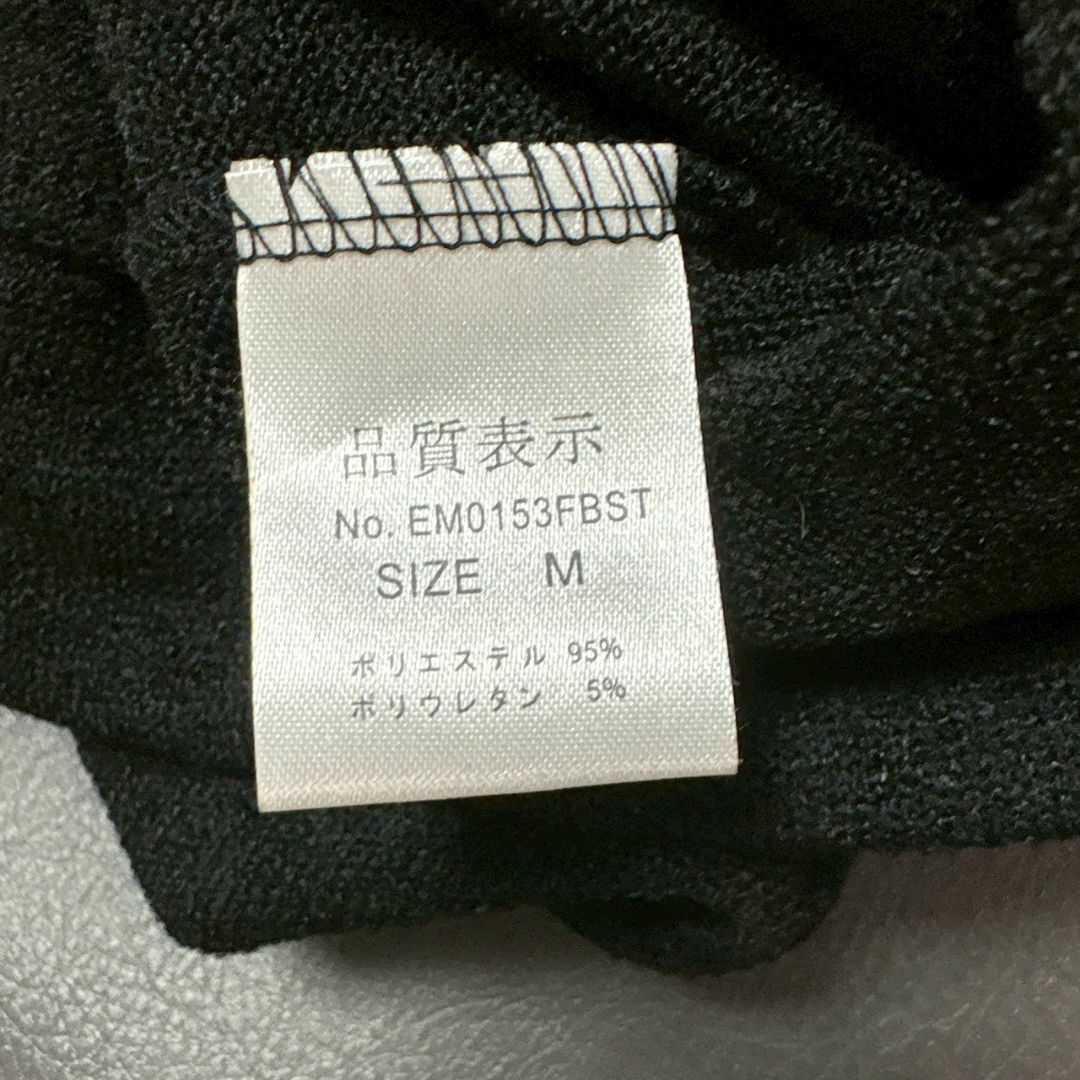 品質表示
No. EM0153FBST
SIZE M
ポリエステル 95%
ポリウレタン 5%